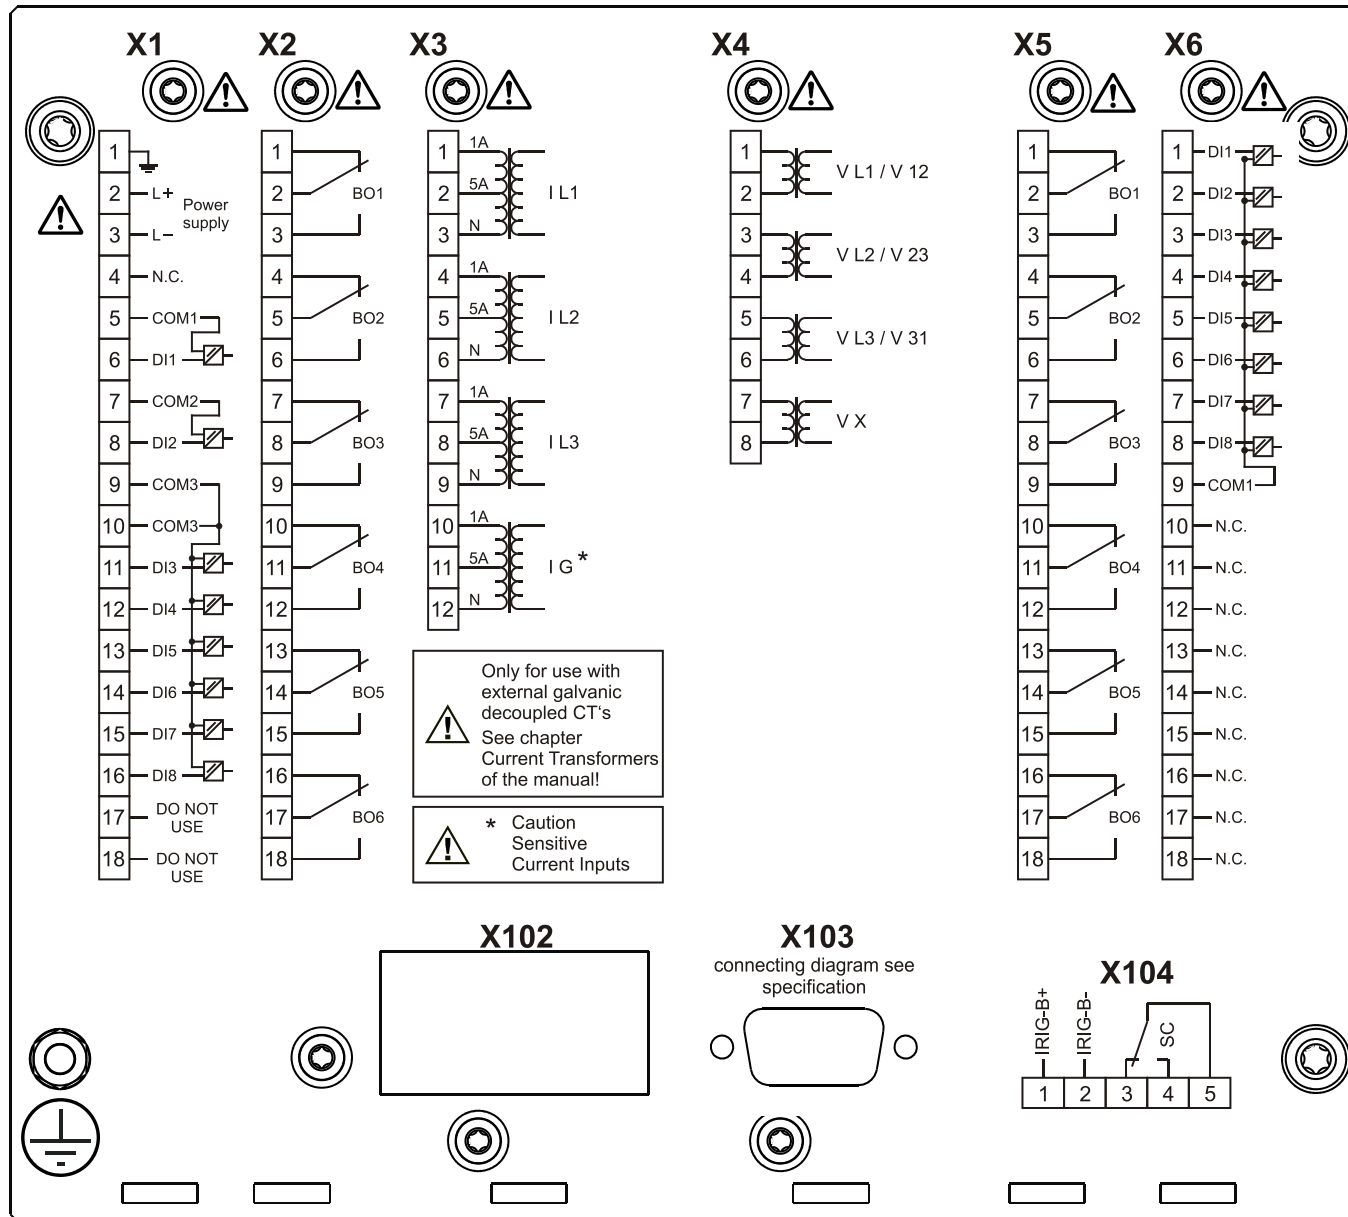 X1 X2 X3 X4 X5 X6
1
2 L+
3 L−
Power
supply
4 N.C.
5 COM1
6 DI1
7 COM2
8 DI2
9 COM3
10 COM3
11 DI3
12 DI4
13 DI5
14 DI6
15 DI7
16 DI8
17 DO NOT
USE
18 DO NOT
USE
1
2 BO1
3
4
5 BO2
6
7
8 BO3
9
10
11 BO4
12
13
14 BO5
15
16
17 BO6
18
1 1A
2 5A I L1
3 N
4 1A
5 5A I L2
6 N
7 1A
8 5A I L3
9 N
10 1A
11 5A I G *
12 N
Only for use with
external galvanic
decoupled CT‘s
See chapter
Current Transformers
of the manual!
* Caution
Sensitive
Current Inputs
1
V L1 / V 12
2
3
V L2 / V 23
4
5
V L3 / V 31
6
7
V X
8
1
2 BO1
3
4
5 BO2
6
7
8 BO3
9
10
11 BO4
12
13
14 BO5
15
16
17 BO6
18
1 DI1
2 DI2
3 DI3
4 DI4
5 DI5
6 DI6
7 DI7
8 DI8
9 COM1
10 N.C.
11 N.C.
12 N.C.
13 N.C.
14 N.C.
15 N.C.
16 N.C.
17 N.C.
18 N.C.
X102
X103
connecting diagram see
specification
X104
IRIG-B+
IRIG-B-
SC
1 2 3 4 5